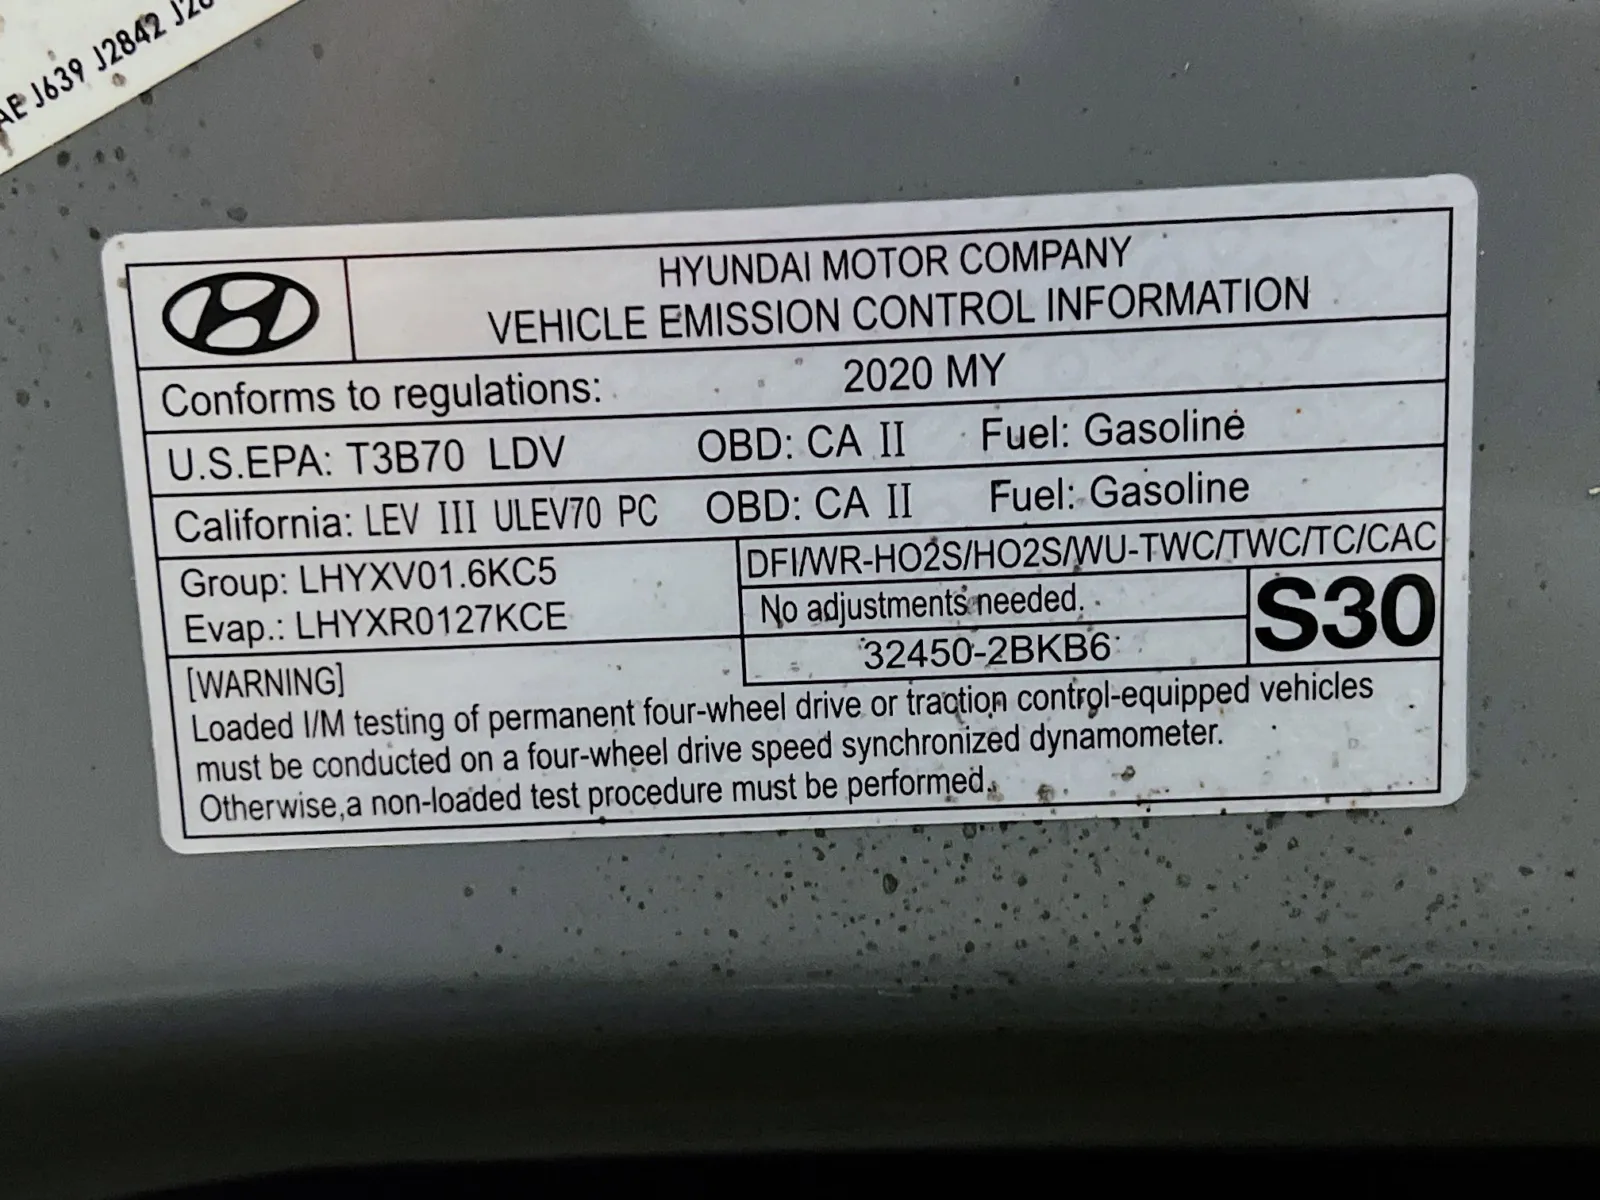 AE J639 J2842
HYUNDAI MOTOR COMPANY
VEHICLE EMISSION CONTROL INFORMATION
Conforms to regulations: 2020 MY
U.S.EPA: T3B70 LDV OBD: CA II Fuel: Gasoline
California: LEV III ULEV70 PC OBD: CA II Fuel: Gasoline
Group: LHYXV01.6KC5
Evap.: LHYXR0127KCE
DFI/WR-HO2S/HO2S/WU-TWC/TWC/TC/CAC
No adjustments needed.
32450-2BKB6
S30
[WARNING]
Loaded I/M testing of permanent four-wheel drive or traction control-equipped vehicles
must be conducted on a four-wheel drive speed synchronized dynamometer.
Otherwise,a non-loaded test procedure must be performed.